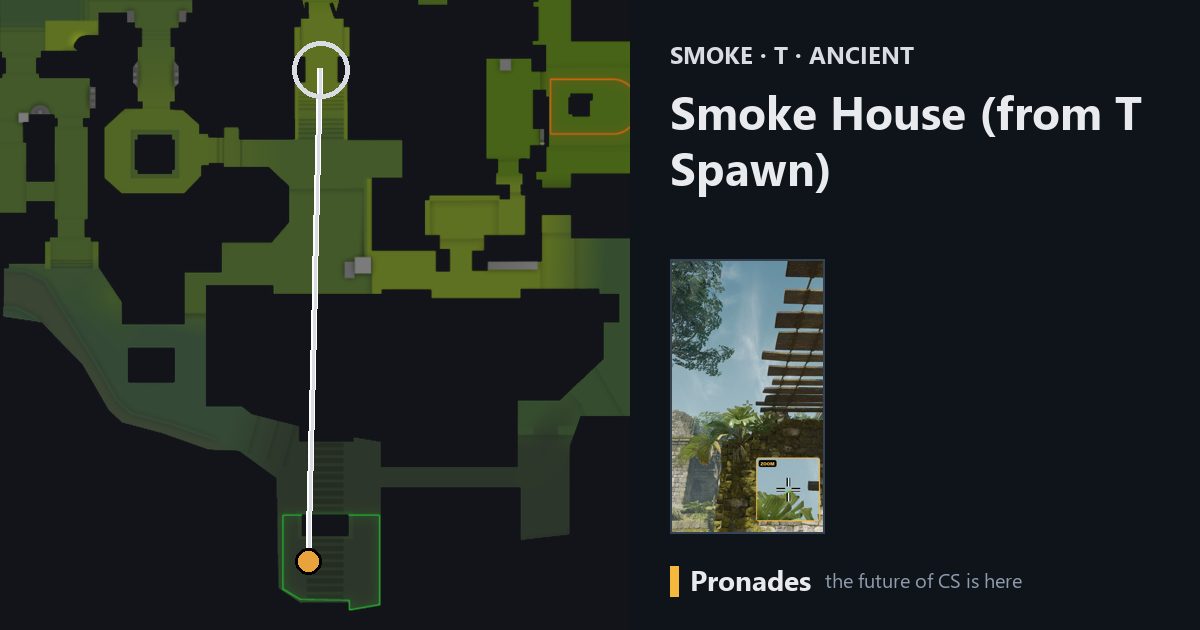 SMOKE · T · ANCIENT
Smoke House (from T
Spawn)
ZOOM
Pronades the future of CS is here